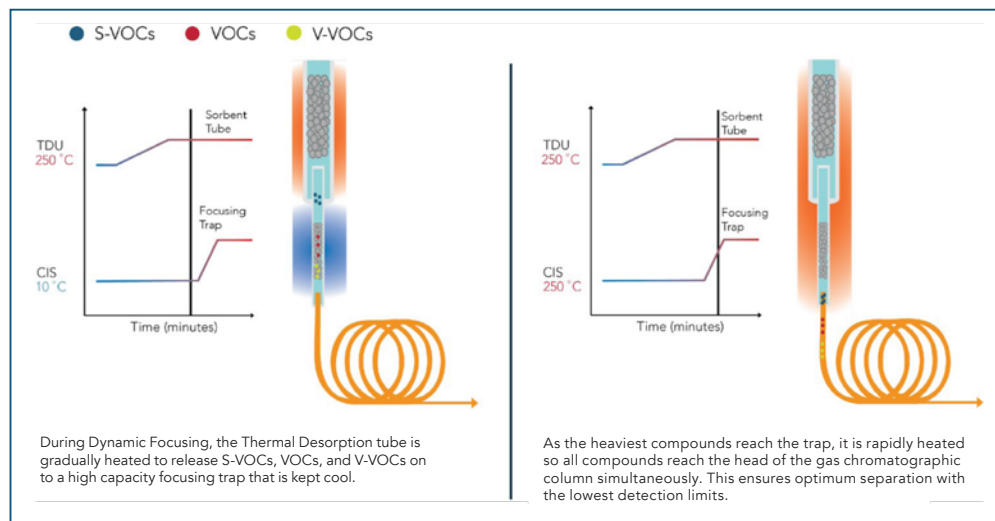 S-VOCs VOCs V-VOCs
Sorbent
Tube
TDU
250 °C
Focusing
Trap
CIS
10 °C
Time (minutes)
During Dynamic Focusing, the Thermal Desorption tube is
gradually heated to release S-VOCs, VOCs, and V-VOCs on
to a high capacity focusing trap that is kept cool.
Sorbent
Tube
TDU
250 °C
Focusing
Trap
CIS
250 °C
Time (minutes)
As the heaviest compounds reach the trap, it is rapidly heated
so all compounds reach the head of the gas chromatographic
column simultaneously. This ensures optimum separation with
the lowest detection limits.